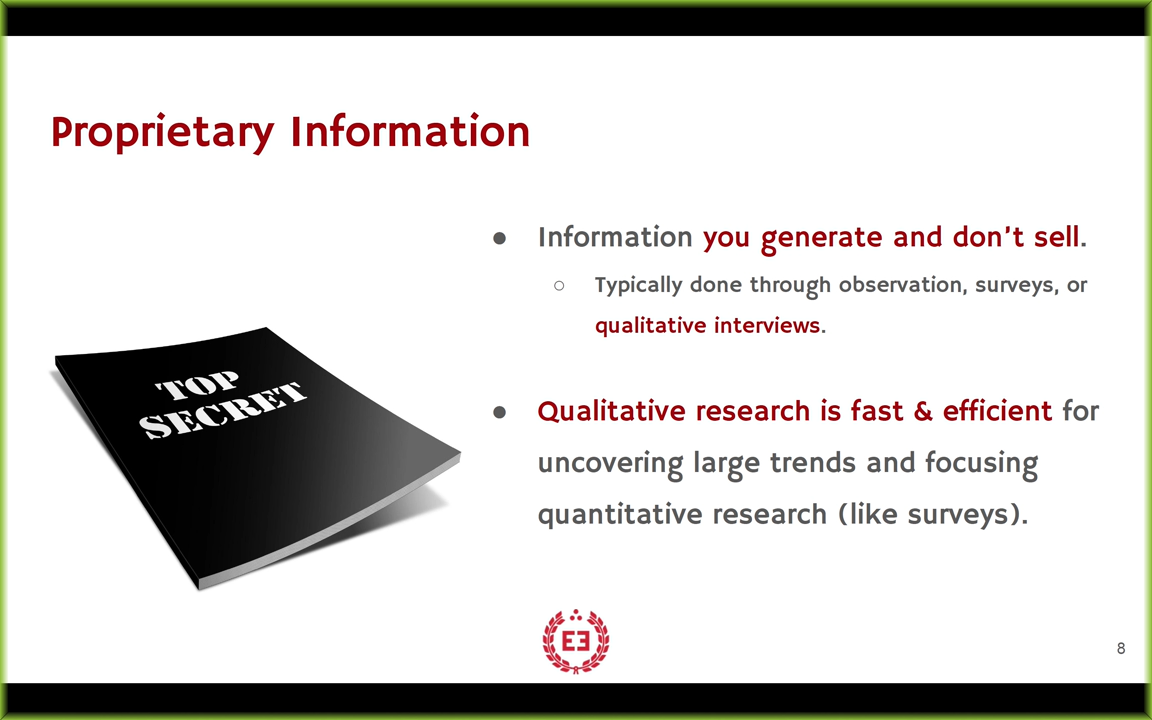 Proprietary Information
● Information you generate and don't sell.
○ Typically done through observation, surveys, or
qualitative interviews.
● Qualitative research is fast & efficient for
uncovering large trends and focusing
quantitative research (like surveys).
TOP
SECRET
EE
8